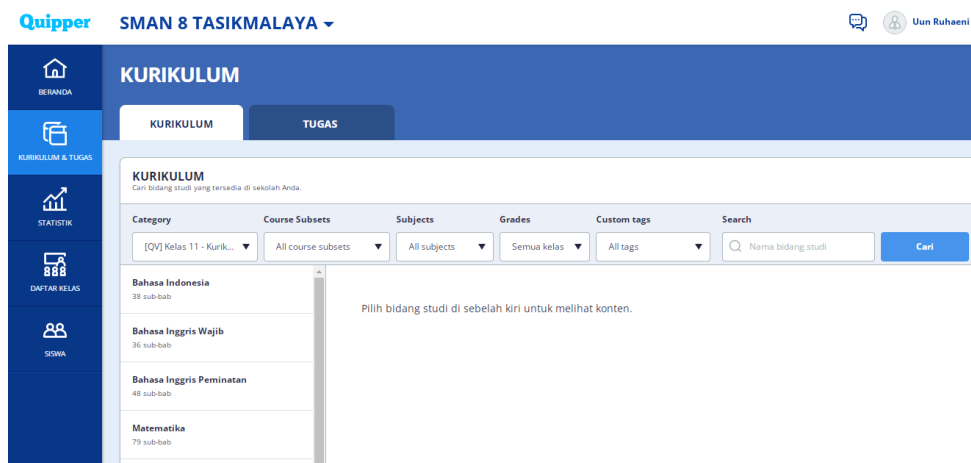 Quipper
SMAN 8 TASIKMALAYA
Uun Ruhaeni
BERANDA
KURIKULUM & TUGAS
STATISTIK
DAFTAR KELAS
SISWA
KURIKULUM
KURIKULUM
TUGAS
KURIKULUM
Cari bidang studi yang tersedia di sekolah Anda.
Category
Course Subsets
Subjects
Grades
Custom tags
Search
[QV] Kelas 11 - Kurik...
All course subsets
All subjects
Semua kelas
All tags
Nama bidang studi
Cari
Bahasa Indonesia
38 sub-bab
Bahasa Inggris Wajib
36 sub-bab
Bahasa Inggris Peminatan
48 sub-bab
Matematika
79 sub-bab
Pilih bidang studi di sebelah kiri untuk melihat konten.